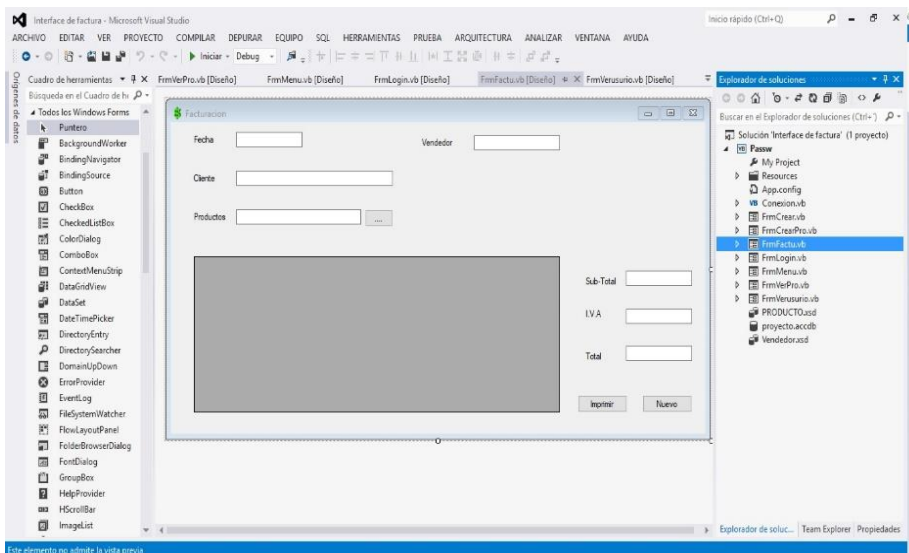 Interface de factura - Microsoft Visual Studio
Inicio rápido (Ctrl+Q)
ARCHIVO EDITAR VER PROYECTO COMPILAR DEPURAR EQUIPO SQL HERRAMIENTAS PRUEBA ARQUITECTURA ANALIZAR VENTANA AYUDA
Iniciar Debug
Orígenes de datos
Cuadro de herramientas
Búsqueda en el Cuadro de he
Todos los Windows Forms
Puntero
BackgroundWorker
BindingNavigator
BindingSource
Button
CheckBox
CheckedListBox
ColorDialog
ComboBox
ContextMenuStrip
DataGridView
DataSet
DateTimePicker
DirectoryEntry
DirectorySearcher
DomainUpDown
ErrorProvider
EventLog
FileSystemWatcher
FlowLayoutPanel
FolderBrowserDialog
FontDialog
GroupBox
HelpProvider
HScrollBar
ImageList
FrmVerPro.vb [Diseño] FrmMenu.vb [Diseño] FrmLogin.vb [Diseño] FrmFactu.vb [Diseño] FrmVerusurio.vb [Diseño]
$ Facturacion
Fecha
Vendedor
Cliente
Productos
....
Sub-Total
I.V.A
Total
Imprimir Nuevo
Explorador de soluciones
Buscar en el Explorador de soluciones (Ctrl+')
Solución 'Interface de factura' (1 proyecto)
VB Passw
My Project
Resources
App.config
VB Conexion.vb
FrmCrear.vb
FrmCrearPro.vb
FrmFactu.vb
FrmLogin.vb
FrmMenu.vb
FrmVerPro.vb
FrmVerusurio.vb
PRODUCTO.xsd
proyecto.accdb
Vendedor.xsd
Explorador de soluc... Team Explorer Propiedades
Este elemento no admite la vista previa